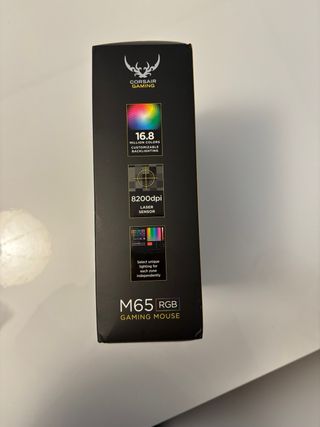 CORSAIR
GAMING
16.8
MILLION COLORS
CUSTOMIZABLE
BACKLIGHTING
8200dpi
LASER
SENSOR
Select unique
lighting for
each zone
independently
M65 RGB
GAMING MOUSE